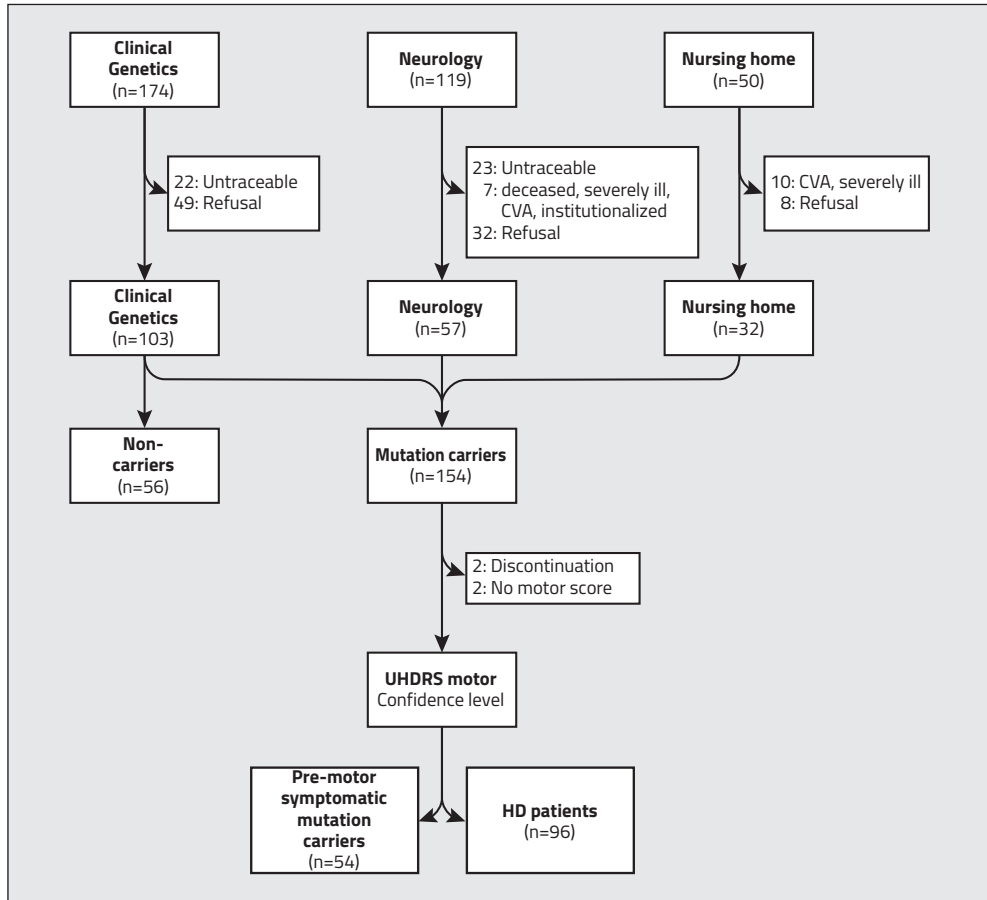 Clinical
Genetics
(n=174)
Neurology
(n=119)
Nursing home
(n=50)
22: Untraceable
49: Refusal
23: Untraceable
7: deceased, severely ill,
CVA, institutionalized
32: Refusal
10: CVA, severely ill
8: Refusal
Clinical
Genetics
(n=103)
Neurology
(n=57)
Nursing home
(n=32)
Non-
carriers
(n=56)
Mutation carriers
(n=154)
2: Discontinuation
2: No motor score
UHDRS motor
Confidence level
Pre-motor
symptomatic
mutation
carriers
(n=54)
HD patients
(n=96)